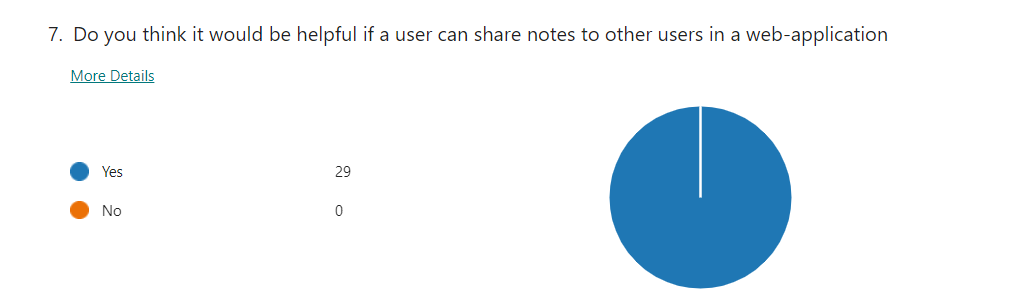 7. Do you think it would be helpful if a user can share notes to other users in a web-application
More Details
Yes 29
No 0